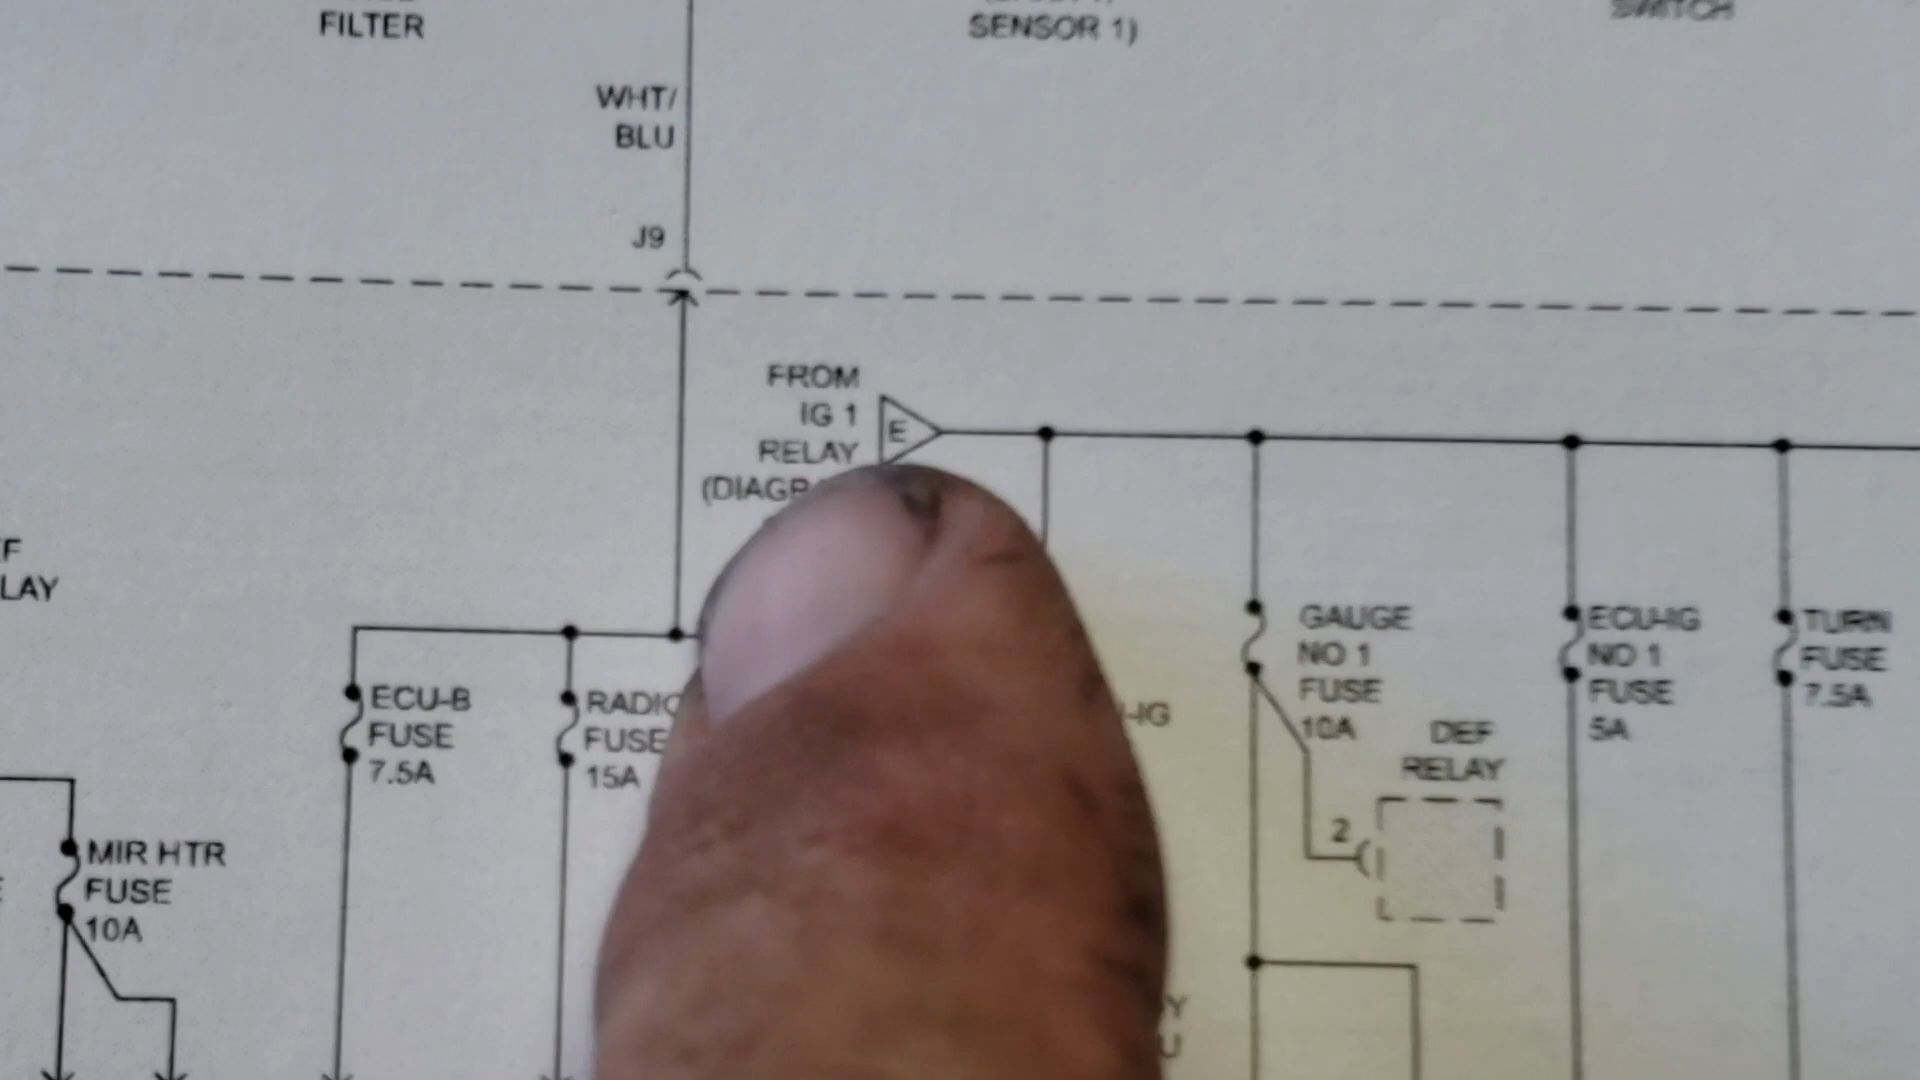 FILTER
SENSOR 1)
SWITCH
WHT/
BLU
J9
FROM
IG 1
RELAY
E
LAY
ECU-B
FUSE
7.5A
RADIO
FUSE
15A
-IG
GAUGE
NO 1
FUSE
10A
DEF
RELAY
2
ECU-IG
NO 1
FUSE
5A
TURN
FUSE
7.5A
MIR HTR
FUSE
10A